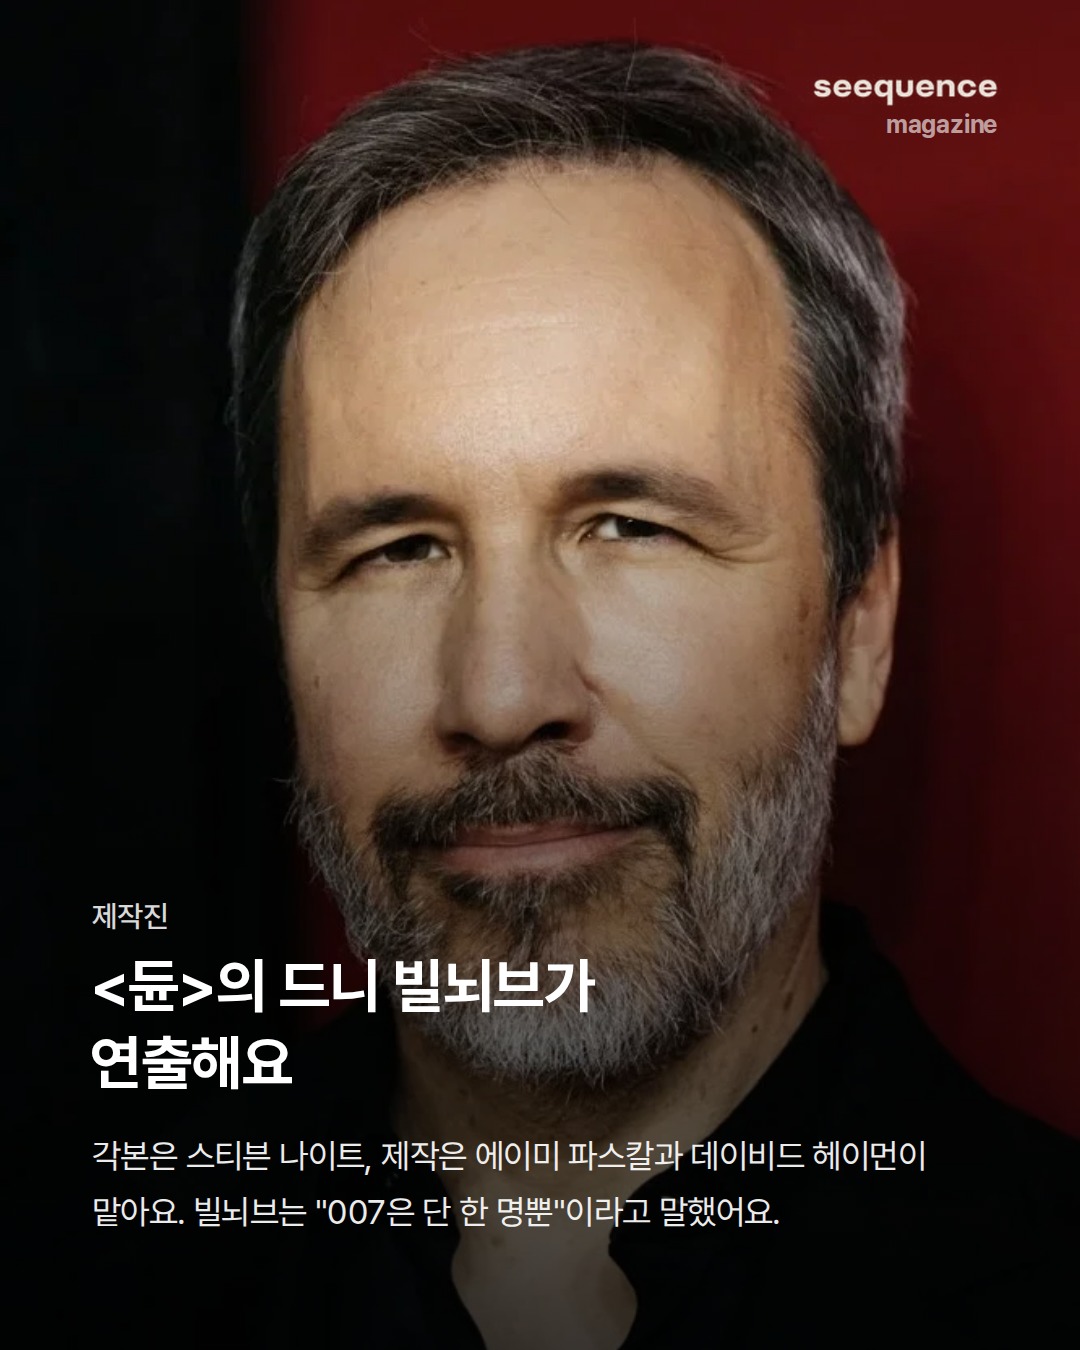 seequence
magazine
제작진
<듄>의 드니 빌뇌브가
연출해요
각본은 스티븐 나이트, 제작은 에이미 파스칼과 데이비드 헤이먼이
맡아요. 빌뇌브는 "007은 단 한 명뿐"이라고 말했어요.